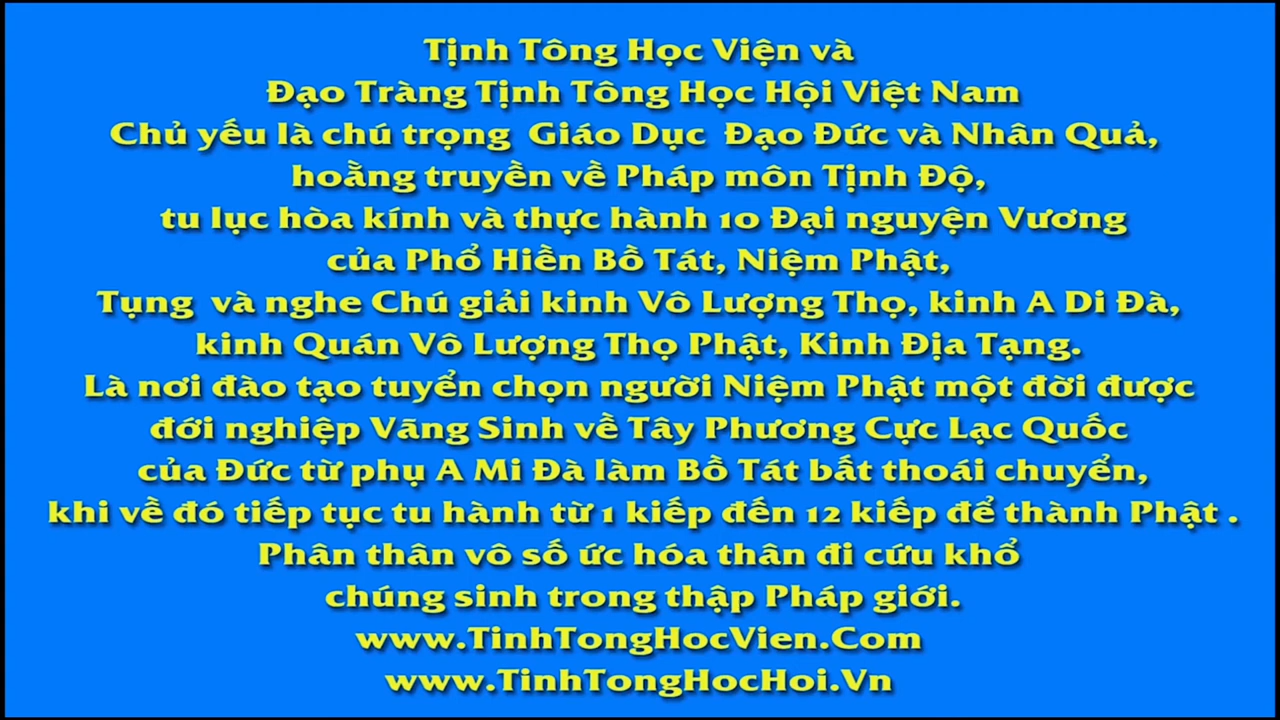 Tịnh Tông Học Viện và
Đạo Tràng Tịnh Tông Học Hội Việt Nam
Chủ yếu là chú trọng Giáo Dục Đạo Đức và Nhân Quả,
hoằng truyền về Pháp môn Tịnh Độ,
tu lục hòa kính và thực hành 10 Đại nguyện Vương
của Phổ Hiền Bồ Tát, Niệm Phật,
Tụng và nghe Chú giải kinh Vô Lượng Thọ, kinh A Di Đà,
kinh Quán Vô Lượng Thọ Phật, Kinh Địa Tạng.
Là nơi đào tạo tuyển chọn người Niệm Phật một đời được
đới nghiệp Vãng Sinh về Tây Phương Cực Lạc Quốc
của Đức từ phụ A Mi Đà làm Bồ Tát bất thoái chuyển,
khi về đó tiếp tục tu hành từ 1 kiếp đến 12 kiếp để thành Phật .
Phân thân vô số ức hóa thân đi cứu khổ
chúng sinh trong thập Pháp giới.
www.TinhTongHocVien.Com
www.TinhTongHocHoi.Vn